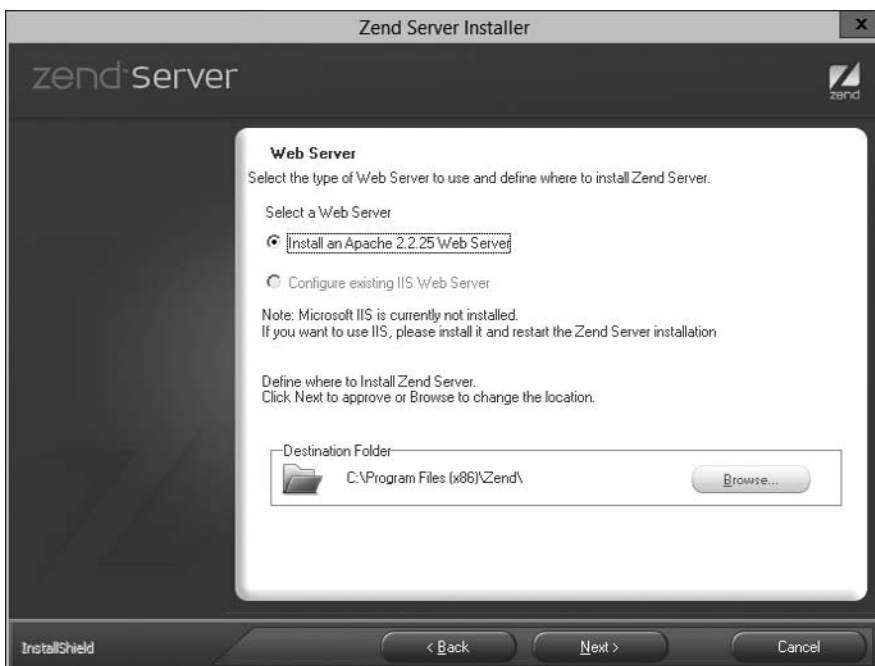 Zend Server Installer
x
zend Server
zend
Web Server
Select the type of Web Server to use and define where to install Zend Server.
Select a Web Server
Install an Apache 2.2.25 Web Server
Configure existing IIS Web Server
Note: Microsoft IIS is currently not installed.
If you want to use IIS, please install it and restart the Zend Server installation
Define where to Install Zend Server.
Click Next to approve or Browse to change the location.
Destination Folder
C:\Program Files (x86)\Zend\
Browse...
InstallShield
< Back
Next >
Cancel